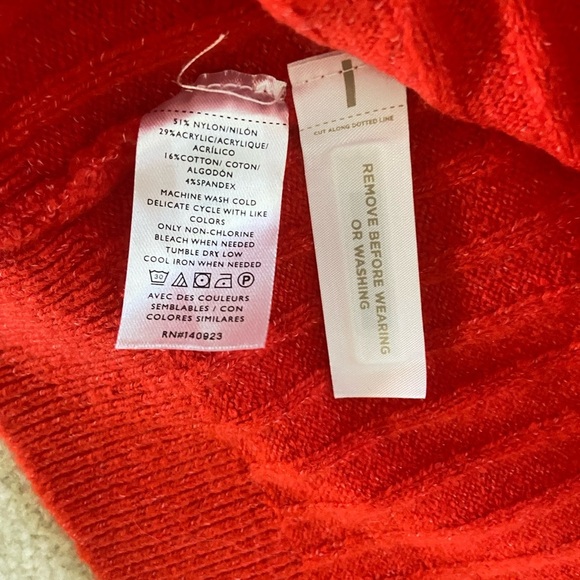 51% NYLON/NILÓN
29%ACRYLIC/ACRYLIQUE/
ACRÍLICO
16%COTTON/ COTON/
ALGODÓN
4%SPANDEX
MACHINE WASH COLD
DELICATE CYCLE WITH LIKE
COLORS
ONLY NON-CHLORINE
BLEACH WHEN NEEDED
TUMBLE DRY LOW
COOL IRON WHEN NEEDED
30 P
AVEC DES COULEURS
SEMBLABLES / CON
COLORES SIMILARES
RN#140923
CUT ALONG DOTTED LINE
REMOVE BEFORE WEARING
OR WASHING